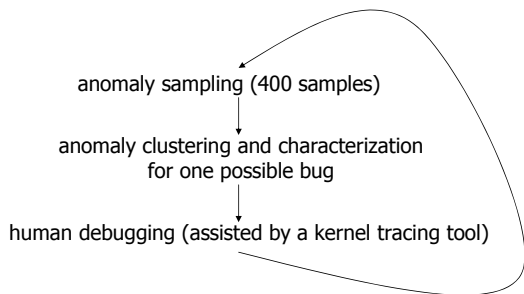 anomaly sampling (400 samples)
anomaly clustering and characterization
for one possible bug
human debugging (assisted by a kernel tracing tool)